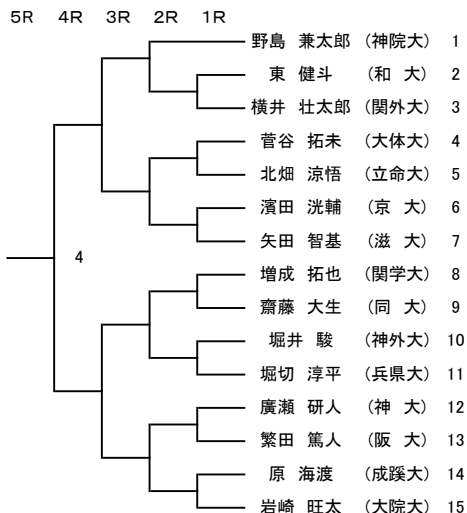 5R 4R 3R 2R 1R
野島 兼太郎 (神院大) 1
東 健斗 (和 大) 2
横井 壮太郎 (関外大) 3
菅谷 拓未 (大体大) 4
北畑 涼悟 (立命大) 5
濱田 洸輔 (京 大) 6
矢田 智基 (滋 大) 7
4
増成 拓也 (関学大) 8
齋藤 大生 (同 大) 9
堀井 駿 (神外大) 10
堀切 淳平 (兵県大) 11
廣瀬 研人 (神 大) 12
繁田 篤人 (阪 大) 13
原 海渡 (成蹊大) 14
岩崎 旺太 (大院大) 15